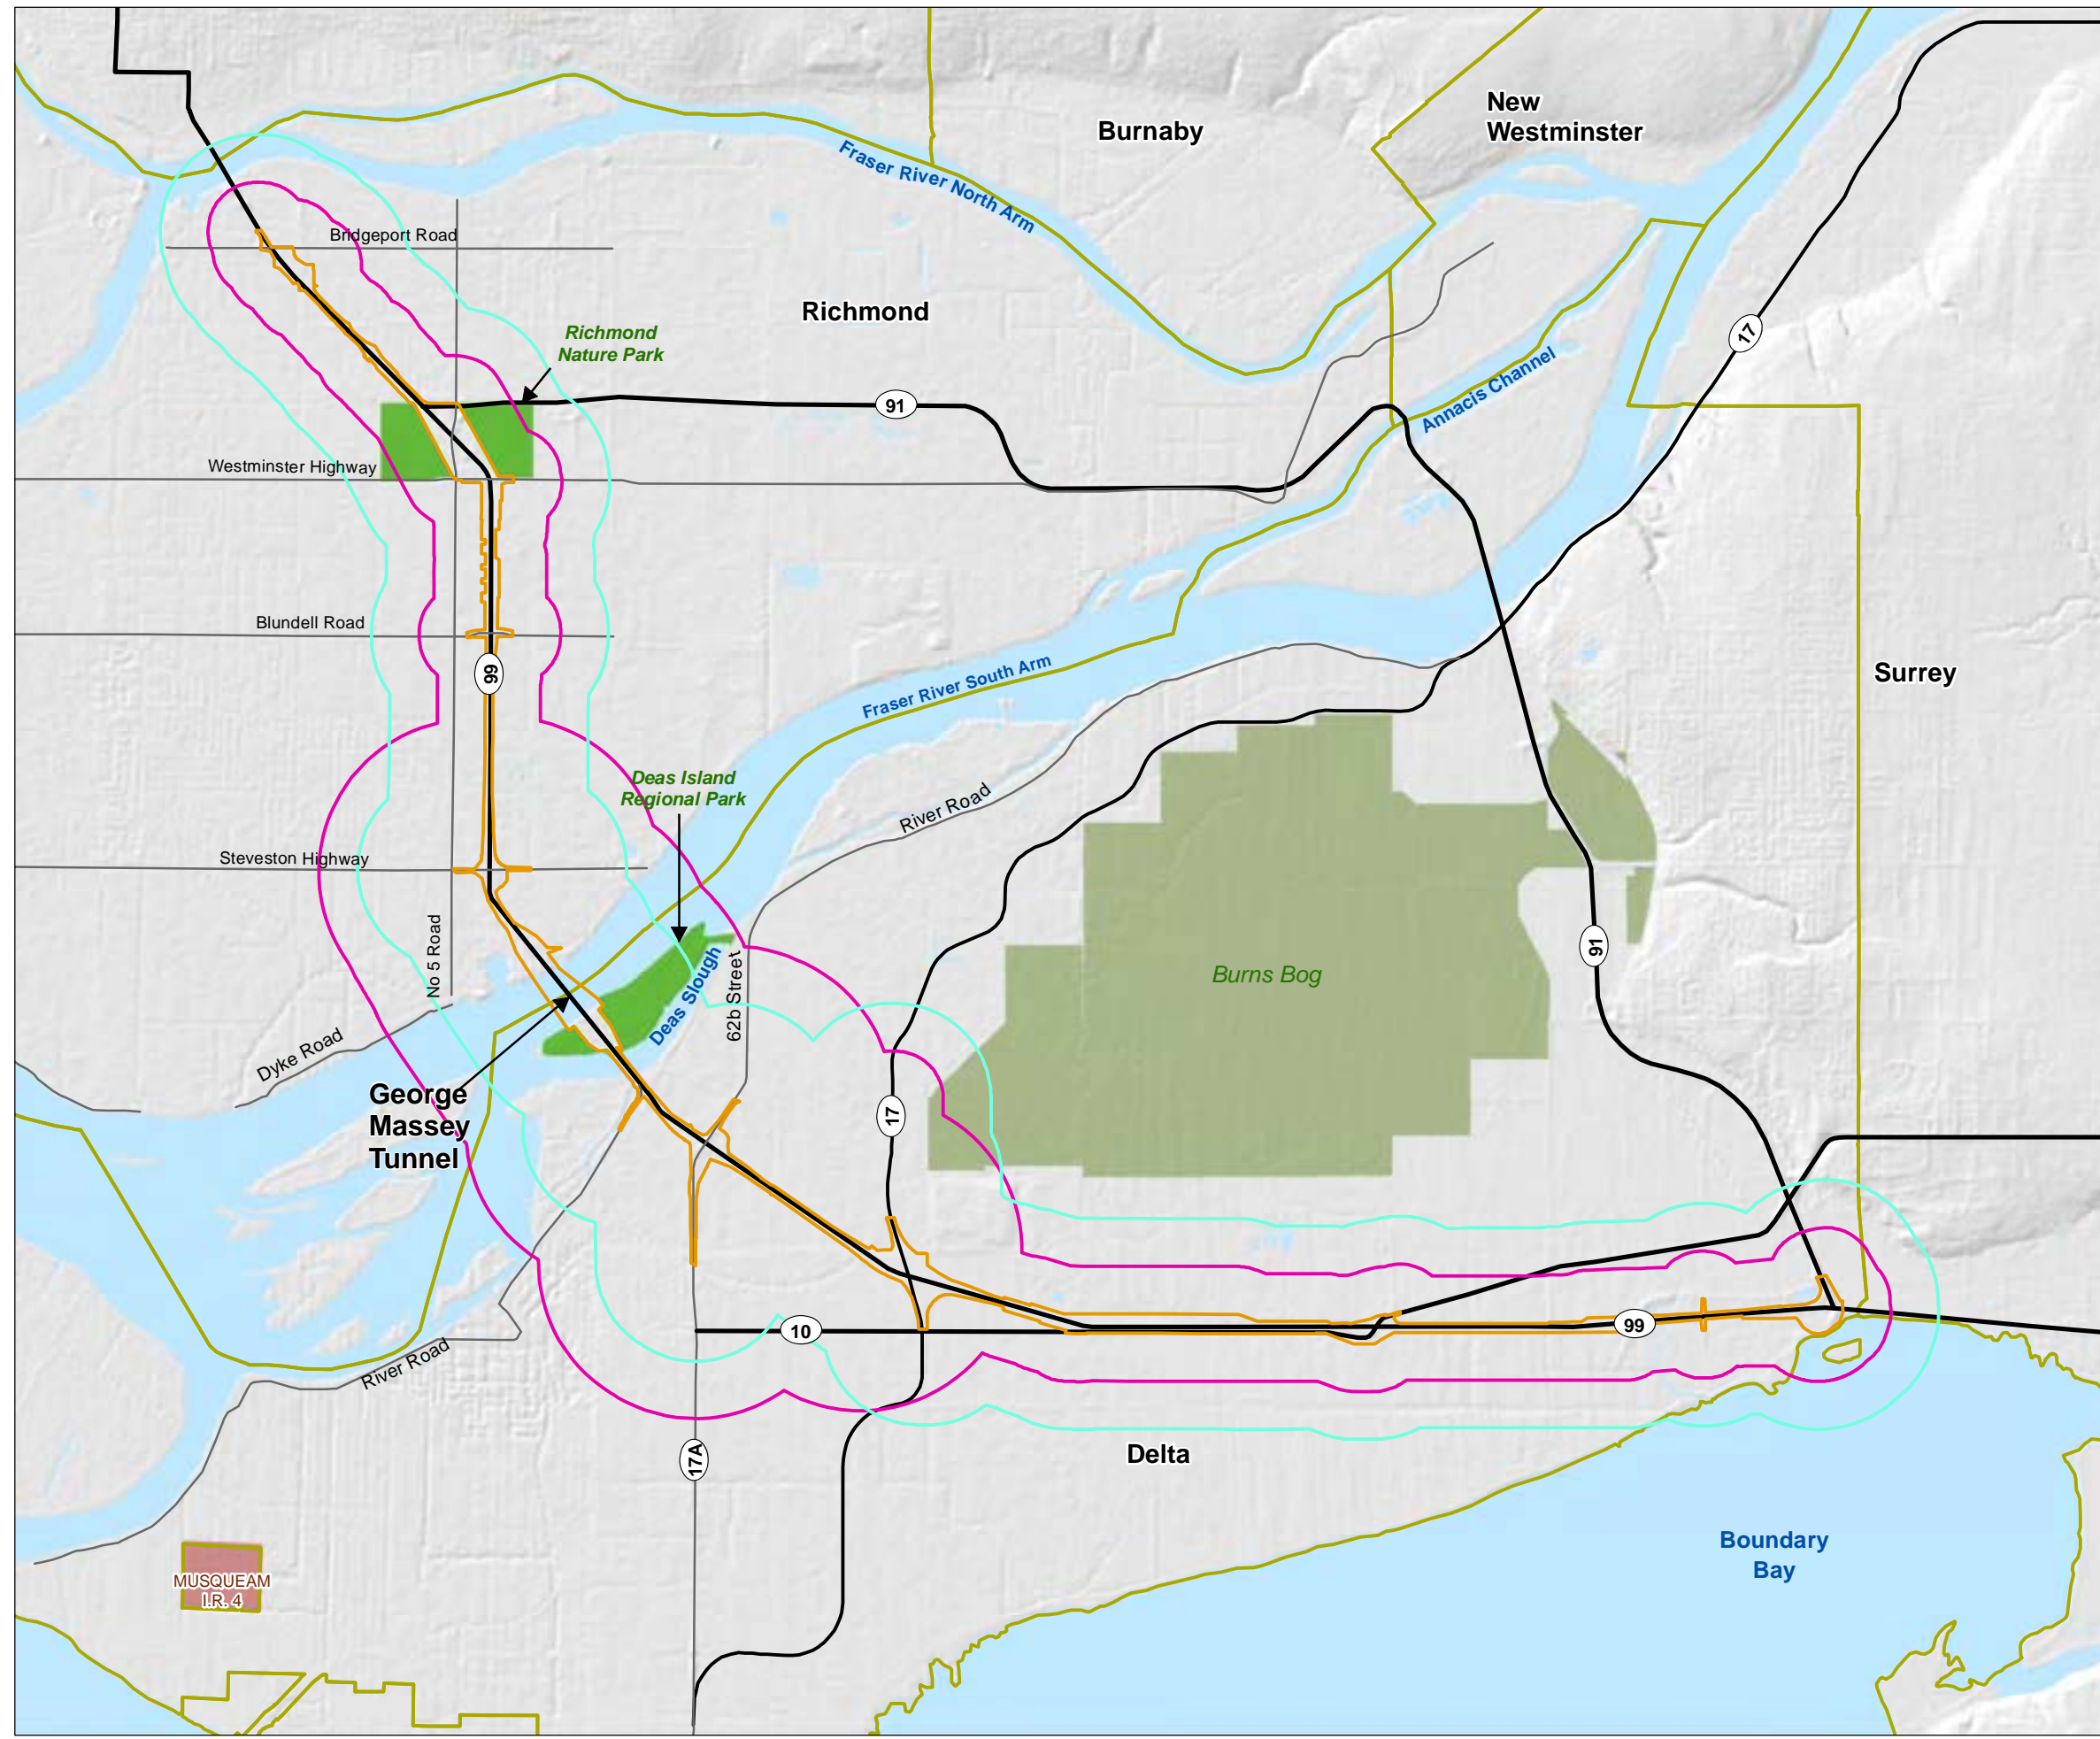 New
Westminster
Burnaby
Fraser River North Arm
Bridgeport Road
Richmond
17
Richmond
Nature Park
Annacis Channel
91
Westminster Highway
Blundell Road
99
Fraser River South Arm
Surrey
Deas Island
Regional Park
River Road
Steveston Highway
No 5 Road
Deas Slough
62b Street
91
Burns Bog
Dyke Road
George
Massey
Tunnel
17
10
99
River Road
17A
Delta
Boundary
Bay
MUSQUEAM
I.R. 4